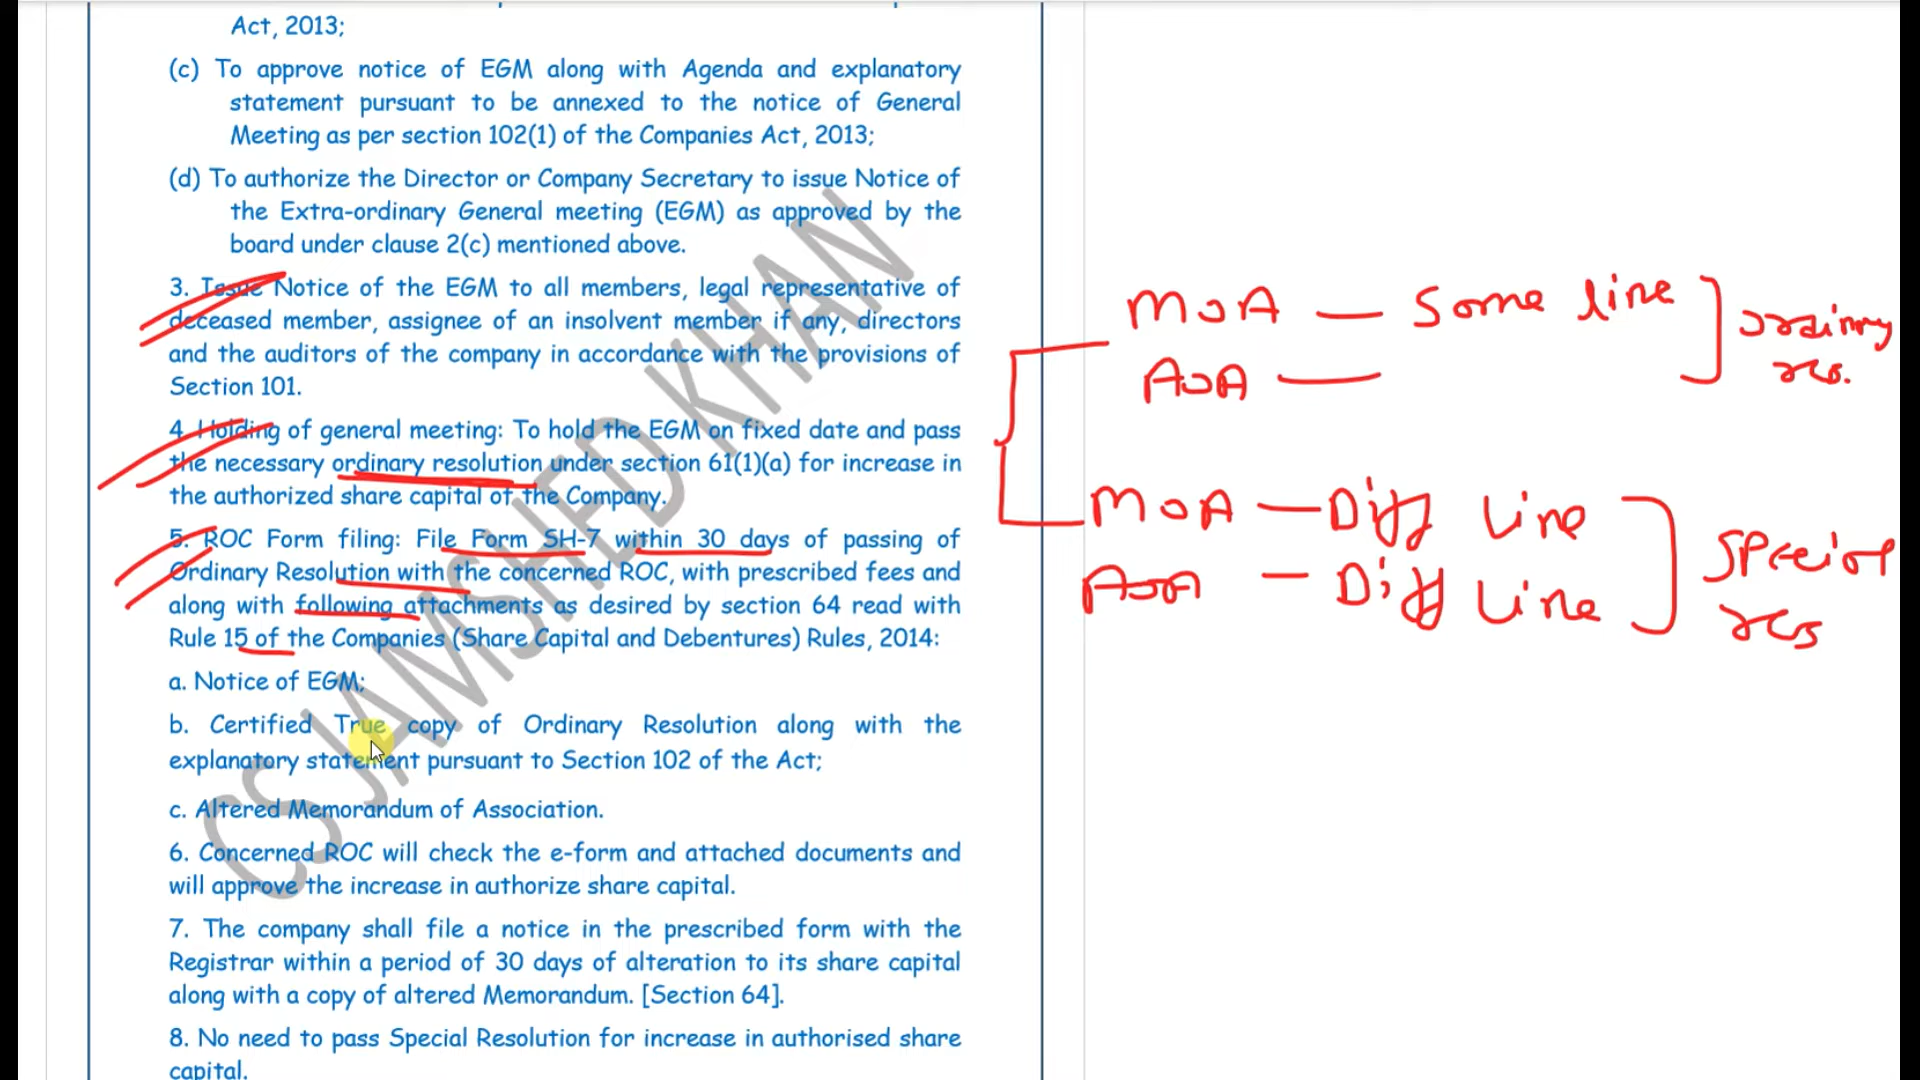 Act, 2013;
(c) To approve notice of EGM along with Agenda and explanatory
statement pursuant to be annexed to the notice of General
Meeting as per section 102(1) of the Companies Act, 2013;
(d) To authorize the Director or Company Secretary to issue Notice of
the Extra-ordinary General meeting (EGM) as approved by the
board under clause 2(c) mentioned above.
3. Issue Notice of the EGM to all members, legal representative of
deceased member, assignee of an insolvent member if any, directors
and the auditors of the company in accordance with the provisions of
Section 101.
4. Holding of general meeting: To hold the EGM on fixed date and pass
the necessary ordinary resolution under section 61(1)(a) for increase in
the authorized share capital of the Company.
5. ROC Form filing: File Form SH-7 within 30 days of passing of
Ordinary Resolution with the concerned ROC, with prescribed fees and
along with following attachments as desired by section 64 read with
Rule 15 of the Companies (Share Capital and Debentures) Rules, 2014:
a. Notice of EGM;
b. Certified True copy of Ordinary Resolution along with the
explanatory statement pursuant to Section 102 of the Act;
c. Altered Memorandum of Association.
6. Concerned ROC will check the e-form and attached documents and
will approve the increase in authorize share capital.
7. The company shall file a notice in the prescribed form with the
Registrar within a period of 30 days of alteration to its share capital
along with a copy of altered Memorandum. [Section 64].
8. No need to pass Special Resolution for increase in authorised share
capital.
CS JAMSHED KHAN
MOA — Some line
AOA —
ordinary
res.
MOA — Diff Line
AOA — Diff Line
Special
res